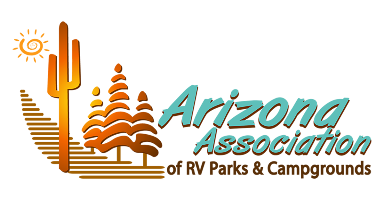 Arizona
Association
of RV Parks & Campgrounds